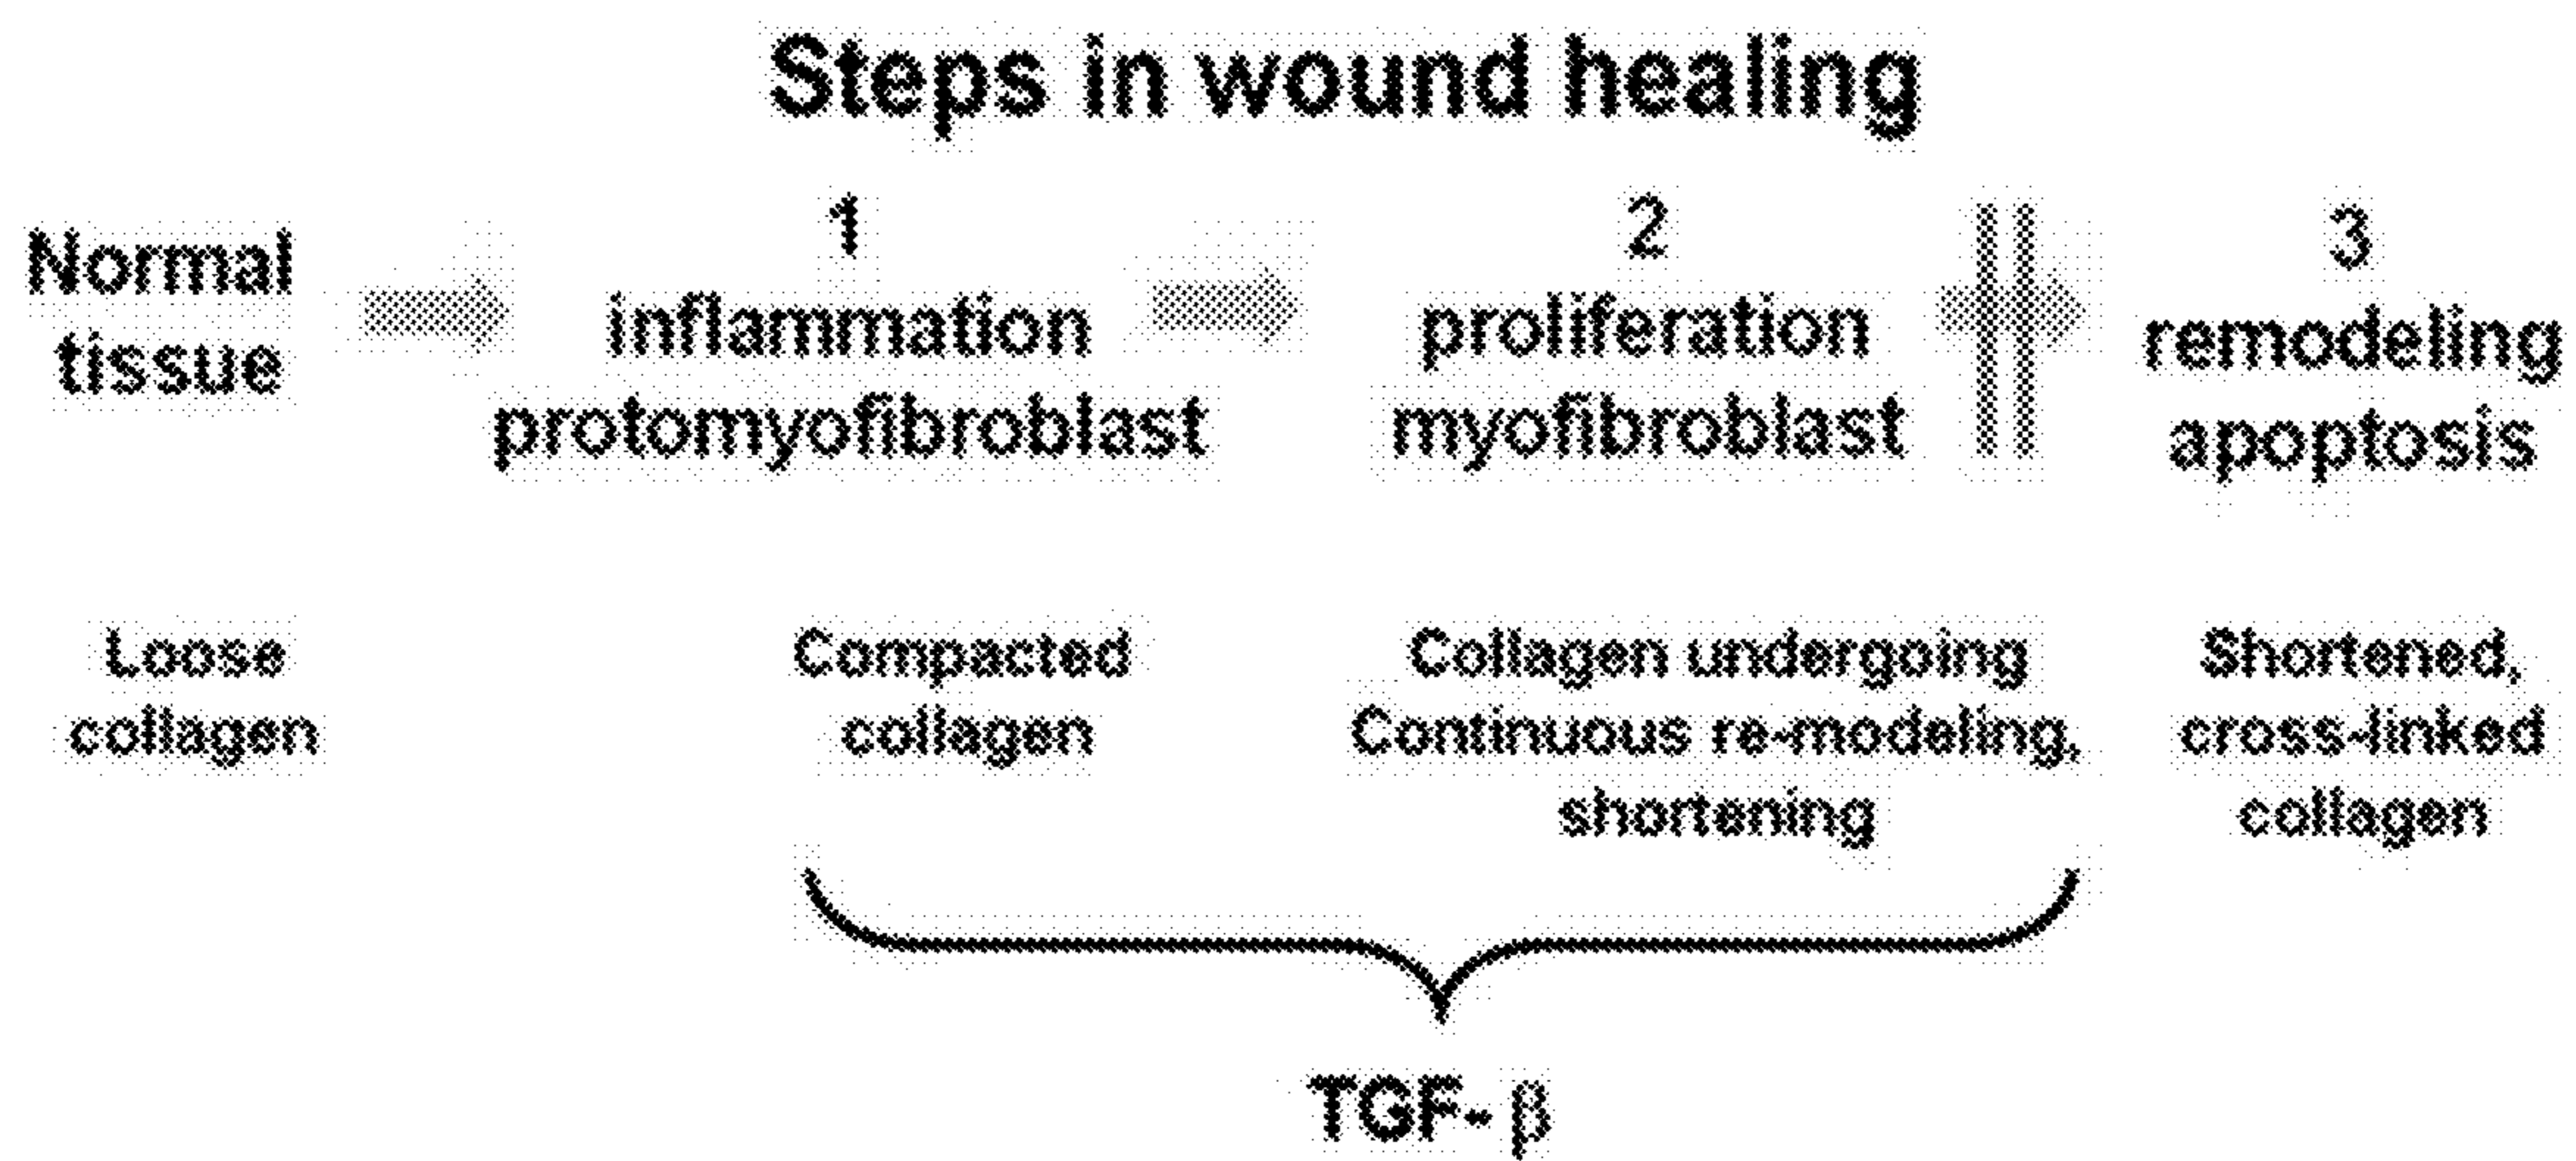 Steps in wound healing
Normal
tissue
1
inflammation
protomyofibroblast
2
proliferation
myofibroblast
3
remodeling
apoptosis
Loose
collagen
Compacted
collagen
Collagen undergoing
Continuous re-modeling,
shortening
Shortened,
cross-linked
collagen
TGF- β